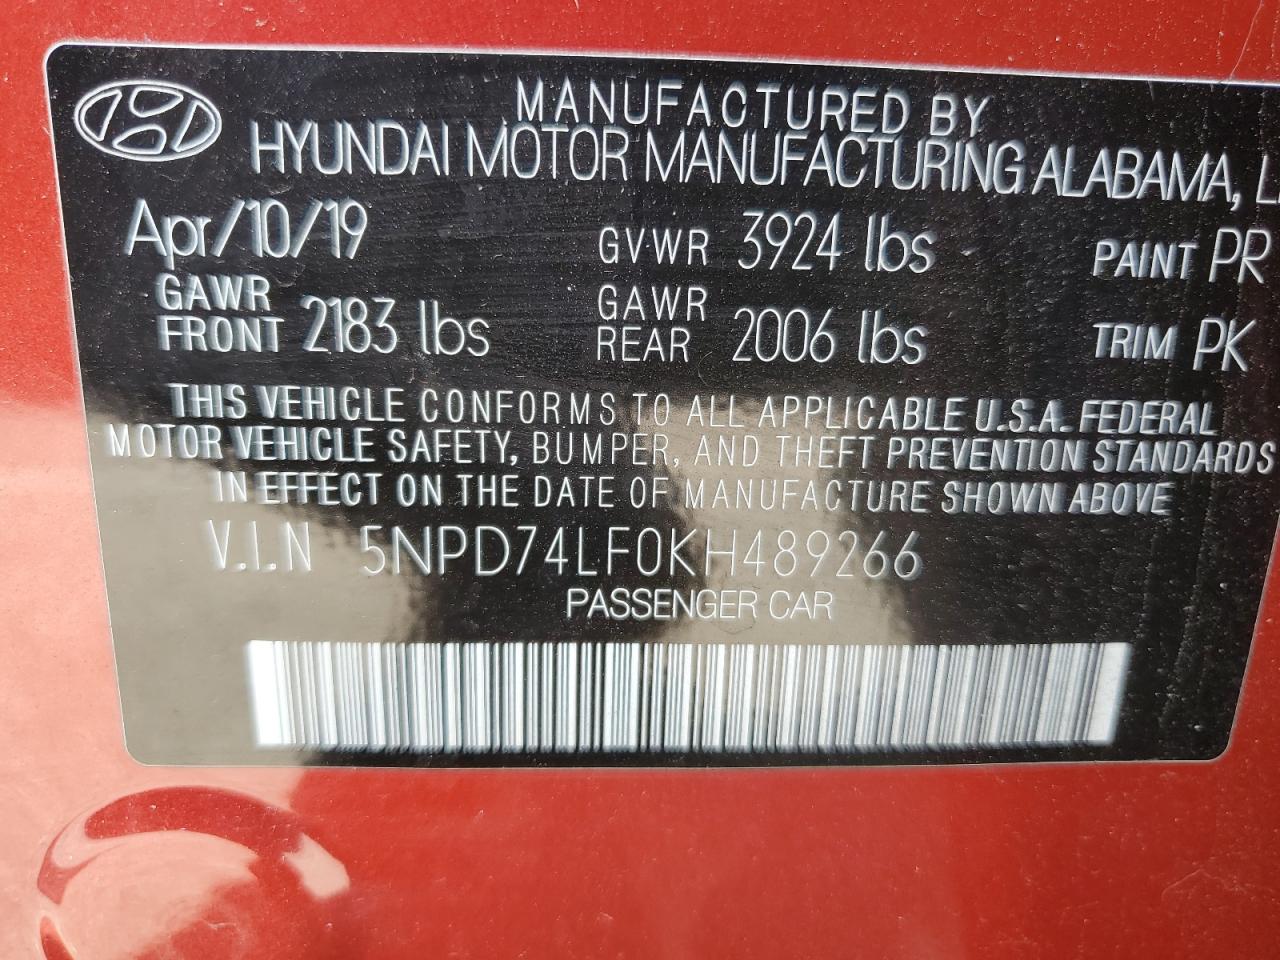 MANUFACTURED BY
HYUNDAI MOTOR MANUFACTURING ALABAMA,
Apr/10/19 GVWR 3924 lbs PAINT PR
GAWR FRONT 2183 lbs GAWR REAR 2006 lbs TRIM PK
THIS VEHICLE CONFORMS TO ALL APPLICABLE U.S.A. FEDERAL
MOTOR VEHICLE SAFETY, BUMPER, AND THEFT PREVENTION STANDARDS
IN EFFECT ON THE DATE OF MANUFACTURE SHOWN ABOVE
V.I.N 5NPD74LF0KH489266
PASSENGER CAR